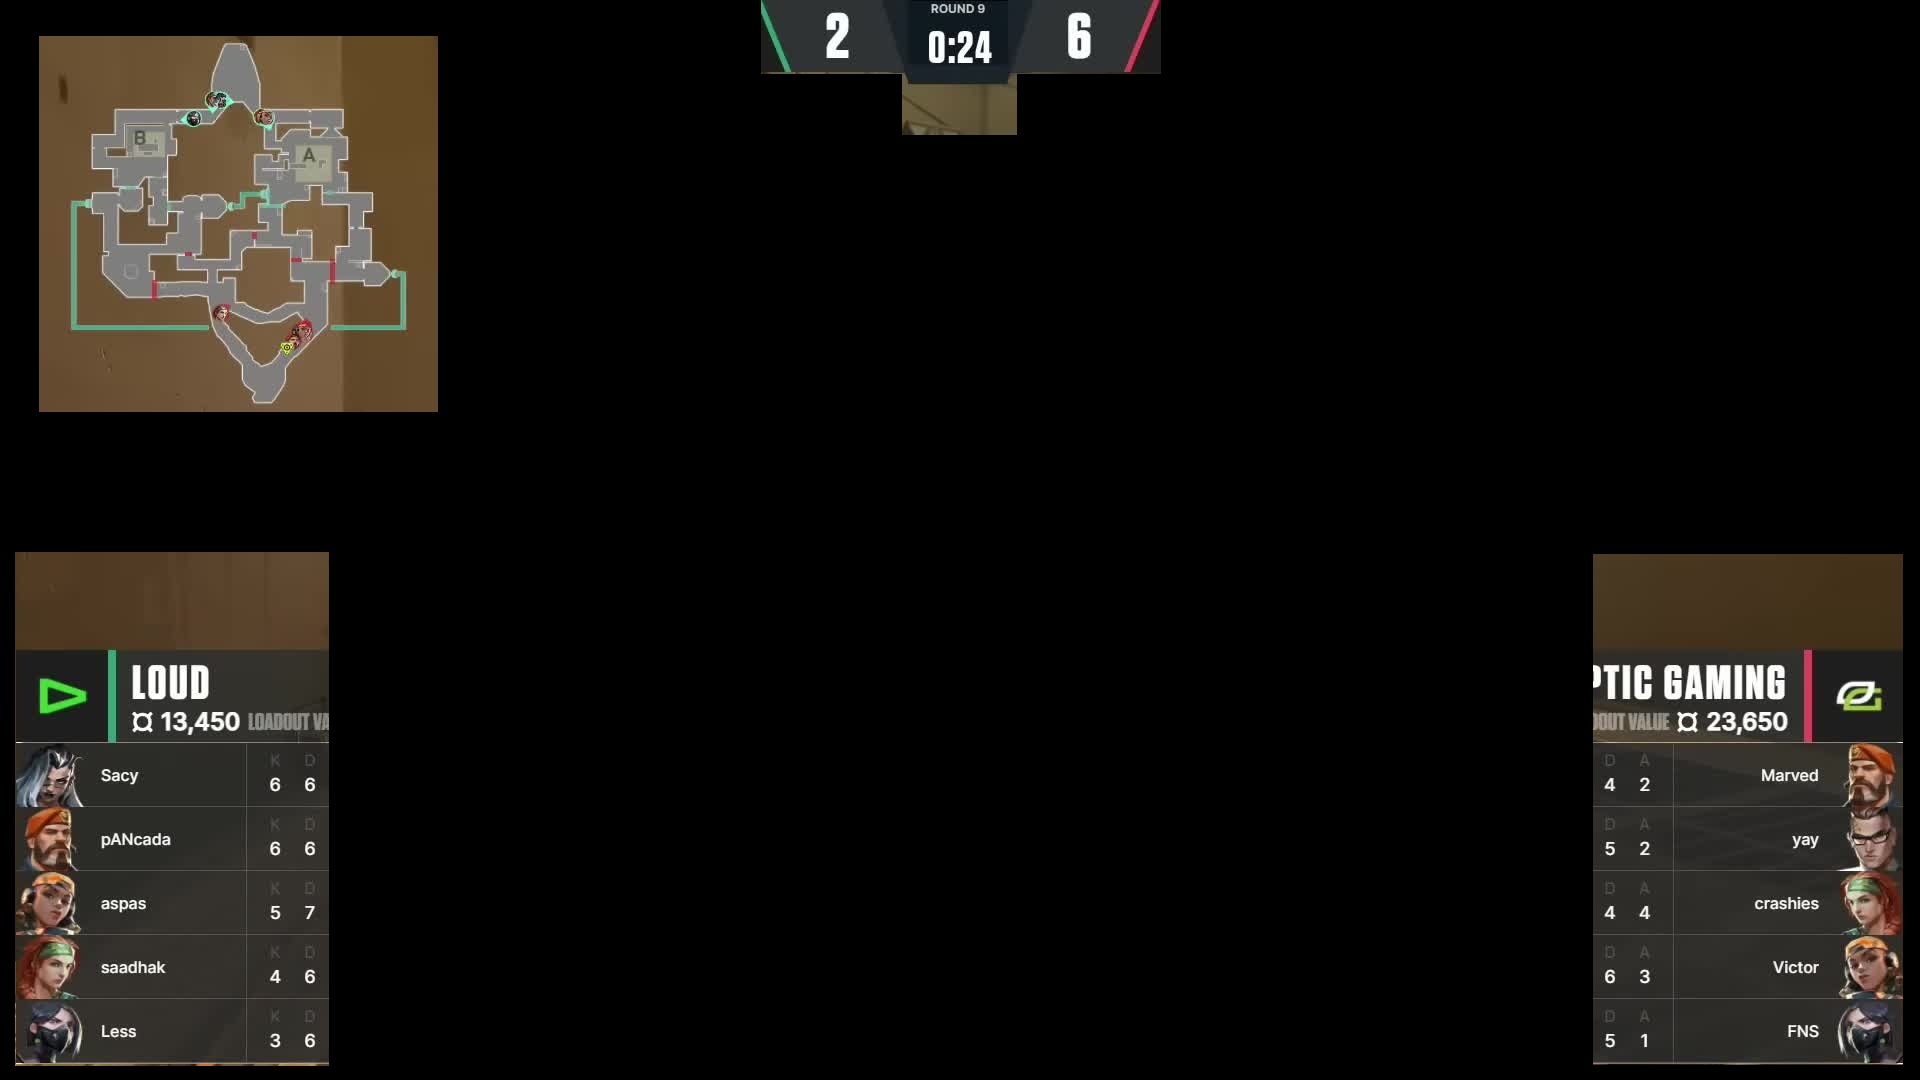 ROUND 9
2
0:24
6
B
A
LOUD
13,450 LOADOUT VA
K D
Sacy 6 6
K D
pANcada 6 6
K D
aspas 5 7
K D
saadhak 4 6
K D
Less 3 6
PTIC GAMING
DOUT VALUE 23,650
D A
4 2 Marved
D A
5 2 yay
D A
4 4 crashies
D A
6 3 Victor
D A
5 1 FNS